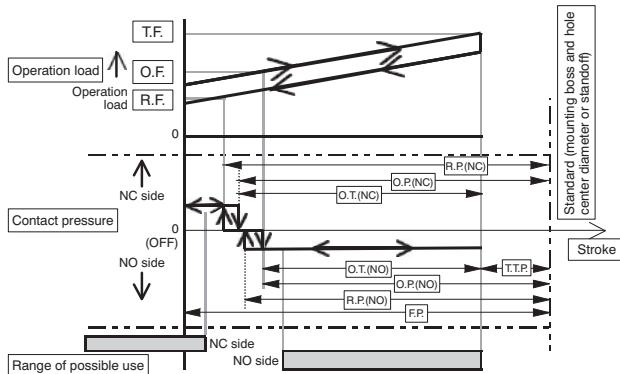 T.F.
Operation load
O.F.
Operation
load
R.F.
0
Standard (mounting boss and hole
center diameter or standoff)
R.P.(NC)
O.P.(NC)
O.T.(NC)
NC side
Contact pressure
0
(OFF)
Stroke
NO side
O.T.(NO)
T.T.P.
O.P.(NO)
R.P.(NO)
F.P.
NC side
Range of possible use
NO side